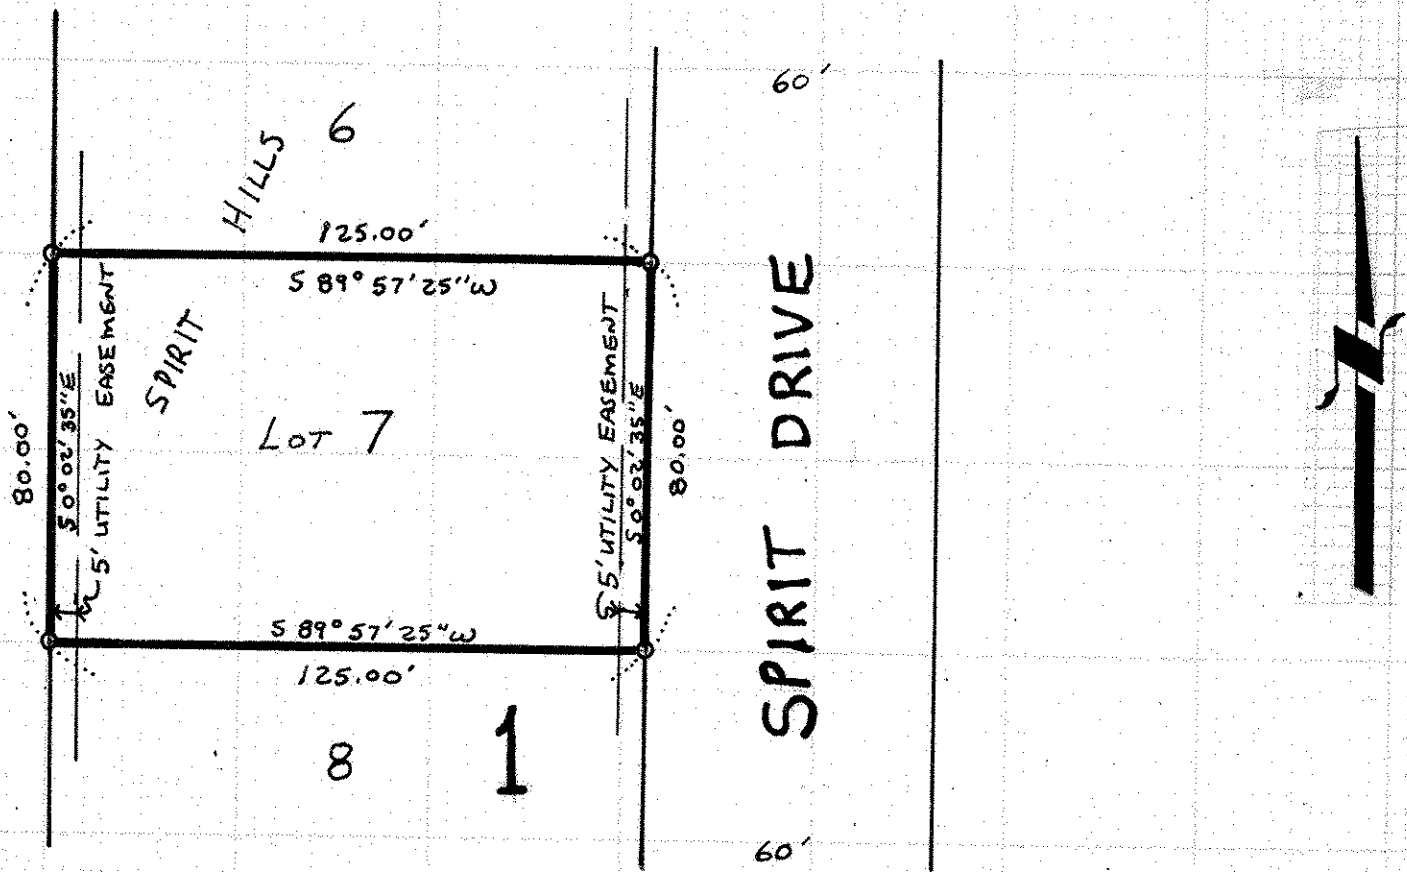 60'
6
HILLS
125.00'
S 89° 57' 25" W
SPIRIT
LOT 7
80.00'
S 0° 02' 35" E
5' UTILITY EASEMENT
5' UTILITY EASEMENT
S 0° 02' 35" E
80.00'
SPIRIT DRIVE
S 89° 57' 25" W
125.00'
8
1
60'